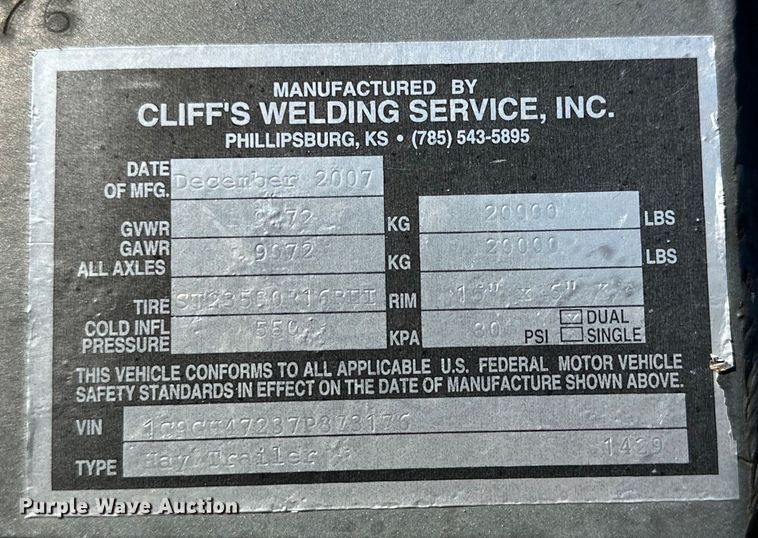 76
MANUFACTURED BY
CLIFF'S WELDING SERVICE, INC.
PHILLIPSBURG, KS • (785) 543-5895
DATE OF MFG. December 2007
GVWR 9072 KG 20000 LBS
GAWR ALL AXLES 9072 KG 20000 LBS
TIRE RIM
COLD INFL PRESSURE 550 KPA 80 PSI DUAL SINGLE
THIS VEHICLE CONFORMS TO ALL APPLICABLE U.S. FEDERAL MOTOR VEHICLE
SAFETY STANDARDS IN EFFECT ON THE DATE OF MANUFACTURE SHOWN ABOVE.
VIN
TYPE Hay Trailer 1429
Purple Wave Auction